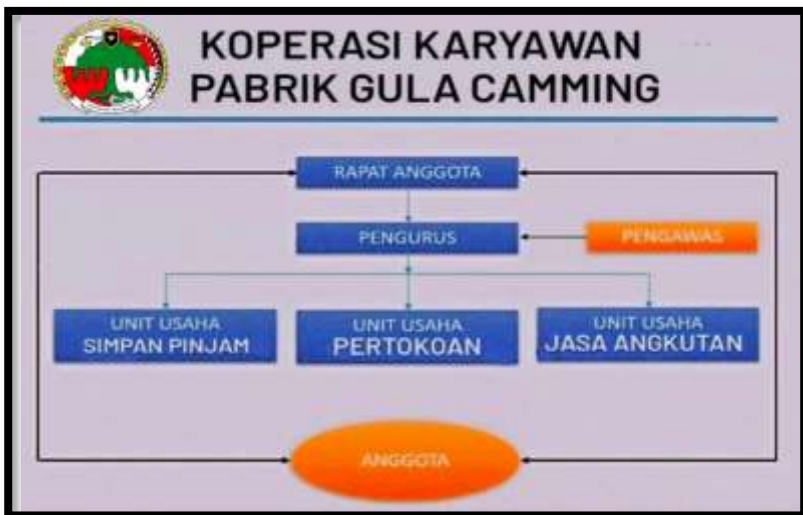 KOPERASI KARYAWAN
PABRIK GULA CAMMING
RAPAT ANGGOTA
PENGURUS
PENGAWAS
UNIT USAHA
SIMPAN PINJAM
UNIT USAHA
PERTOKOAN
UNIT USAHA
JASA ANGKUTAN
ANGGOTA